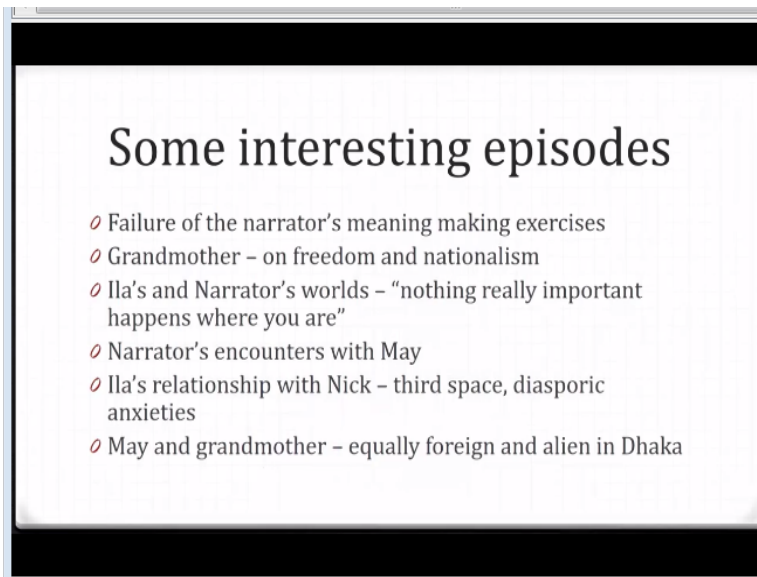 Some interesting episodes
Failure of the narrator's meaning making exercises
Grandmother – on freedom and nationalism
Ila's and Narrator's worlds – “nothing really important
happens where you are”
Narrator's encounters with May
Ila's relationship with Nick – third space, diasporic
anxieties
May and grandmother – equally foreign and alien in Dhaka